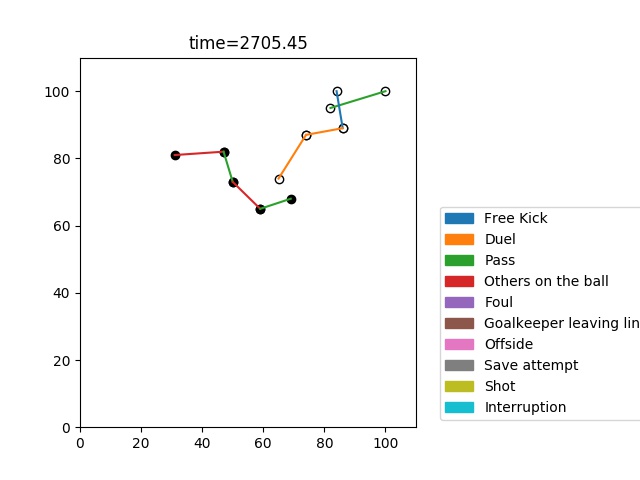 time=2705.45
100
80
60
40
20
0
0 20 40 60 80 100
Free Kick
Duel
Pass
Others on the ball
Foul
Goalkeeper leaving lin
Offside
Save attempt
Shot
Interruption